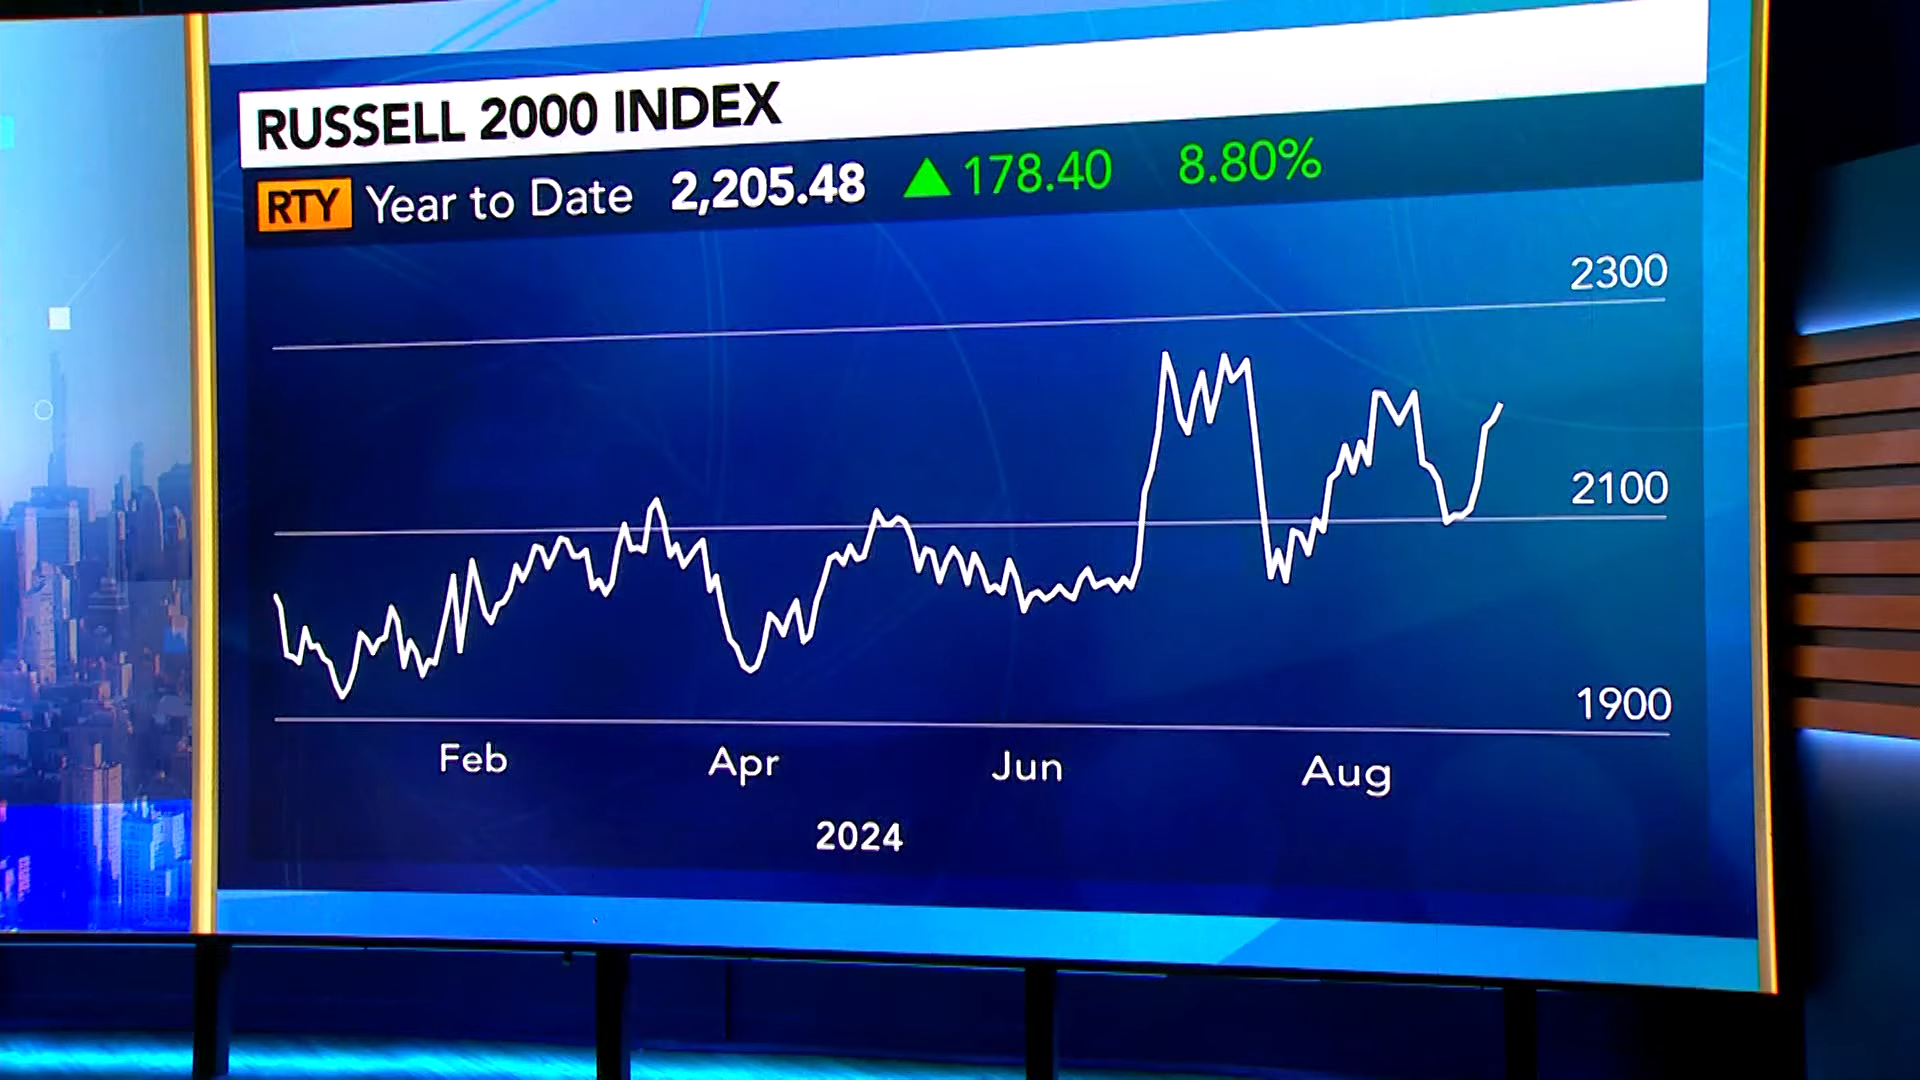 RUSSELL 2000 INDEX
RTY Year to Date 2,205.48 ▲ 178.40 8.80%
2300
2100
1900
Feb Apr Jun Aug
2024